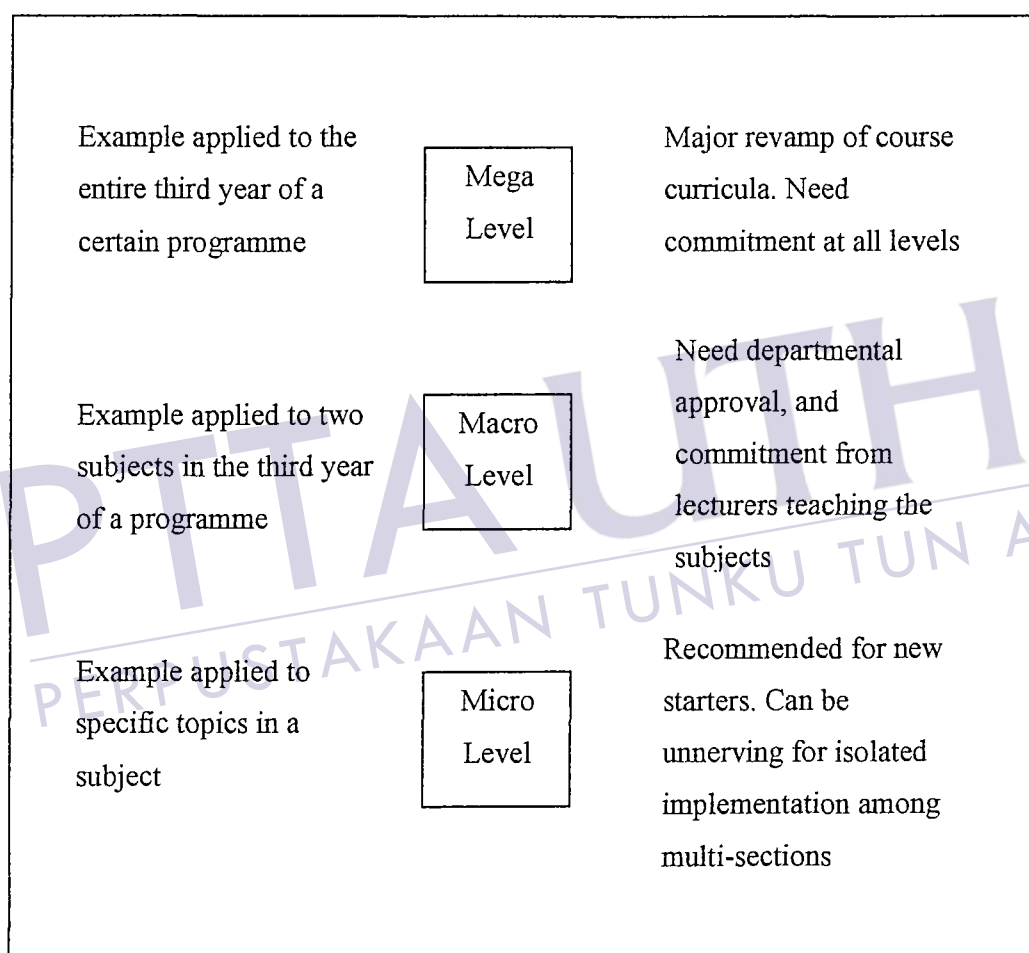 Example applied to the
entire third year of a
certain programme
Mega
Level
Major revamp of course
curricula. Need
commitment at all levels
Example applied to two
subjects in the third year
of a programme
Macro
Level
Need departmental
approval, and
commitment from
lecturers teaching the
subjects
Example applied to
specific topics in a
subject
Micro
Level
Recommended for new
starters. Can be
unnerving for isolated
implementation among
multi-sections
PTTA UTH
PERPUSTAKAAN TUNKU TUN A